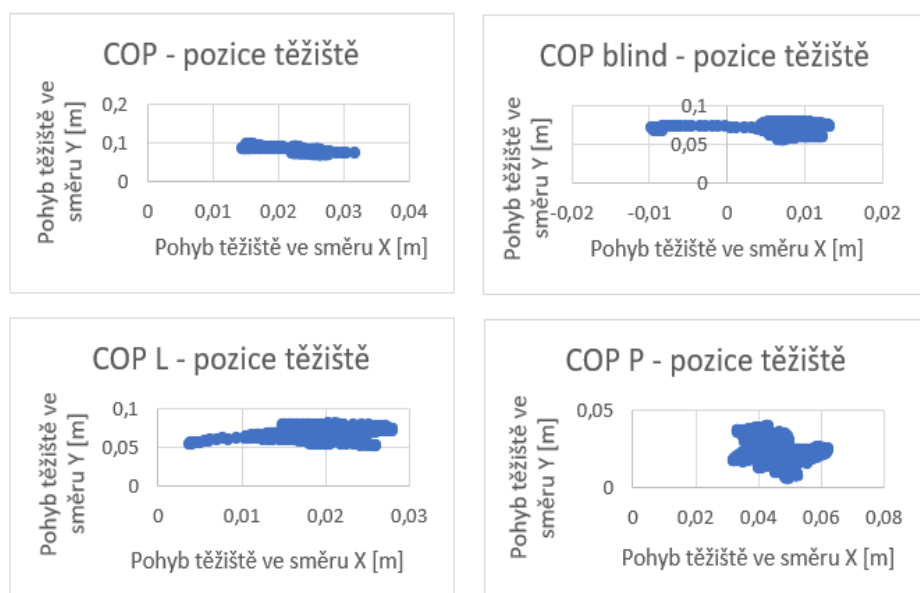 COP - pozice těžiště
Pohyb těžiště ve
směru Y [m]
0,2
0,1
0
0 0,01 0,02 0,03 0,04
Pohyb těžiště ve směru X [m]
COP blind - pozice těžiště
Pohyb těžiště ve
směru Y [m]
0,1
0,05
0
-0,02 -0,01 0 0,01 0,02
Pohyb těžiště ve směru X [m]
COP L - pozice těžiště
Pohyb těžiště ve
směru Y [m]
0,1
0,05
0
0 0,01 0,02 0,03
Pohyb těžiště ve směru X [m]
COP P - pozice těžiště
Pohyb těžiště ve
směru Y [m]
0,05
0
0 0,02 0,04 0,06 0,08
Pohyb těžiště ve směru X [m]